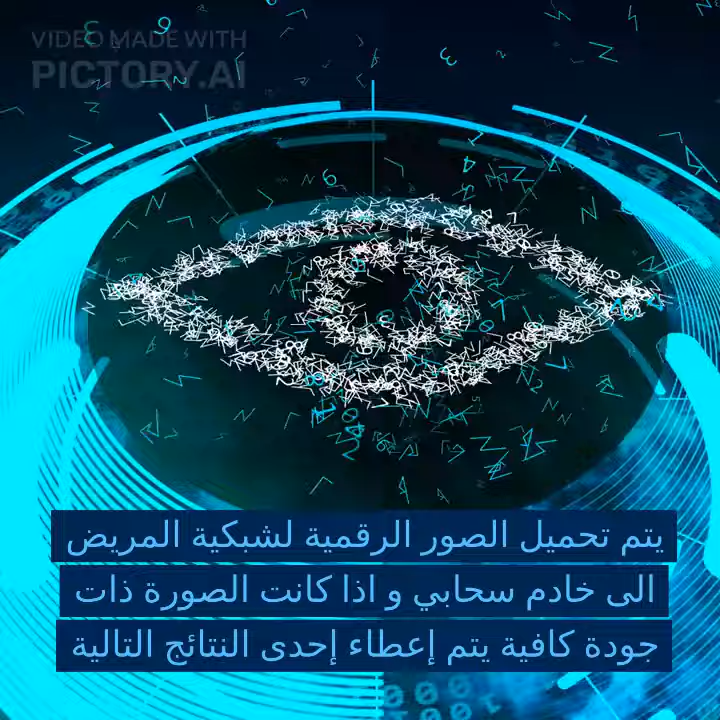 VIDEO MADE WITH
PICTORY.AI
يتم تحميل الصور الرقمية لشبكية المريض
الى خادم سحابي و اذا كانت الصورة ذات
جودة كافية يتم إعطاء إحدى النتائج التالية